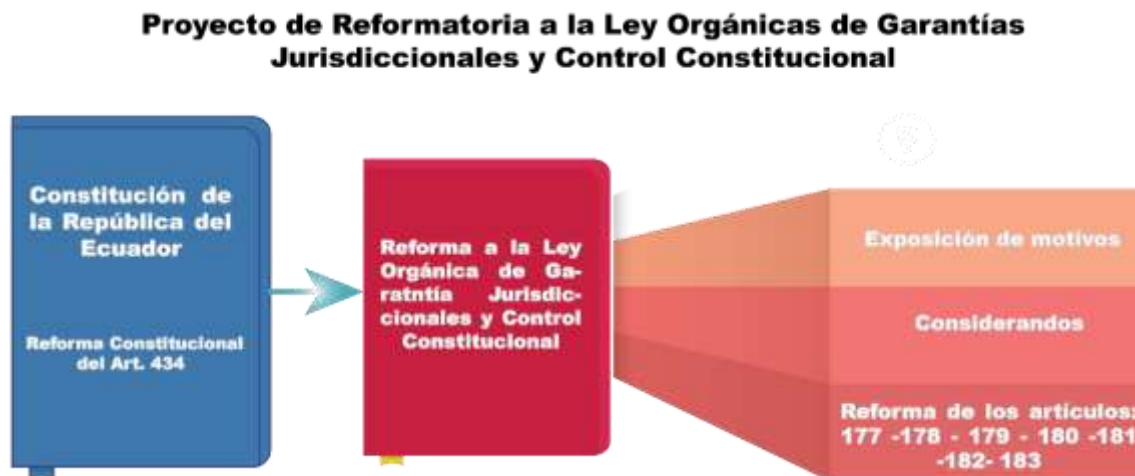 Proyecto de Reformatoria a la Ley Orgánicas de Garantías
Jurisdiccionales y Control Constitucional
Constitución de
la República del
Ecuador
Reforma Constitucional
del Art. 434
Reforma a la Ley
Orgánica de Ga-
ratntía Jurisdic-
cionales y Control
Constitucional
Exposición de motivos
Considerandos
Reforma de los artículos:
177 -178 - 179 - 180 -181
-182- 183